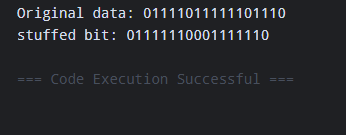 Original data: 01111011111101110
stuffed bit: 01111110001111110
=== Code Execution Successful ===